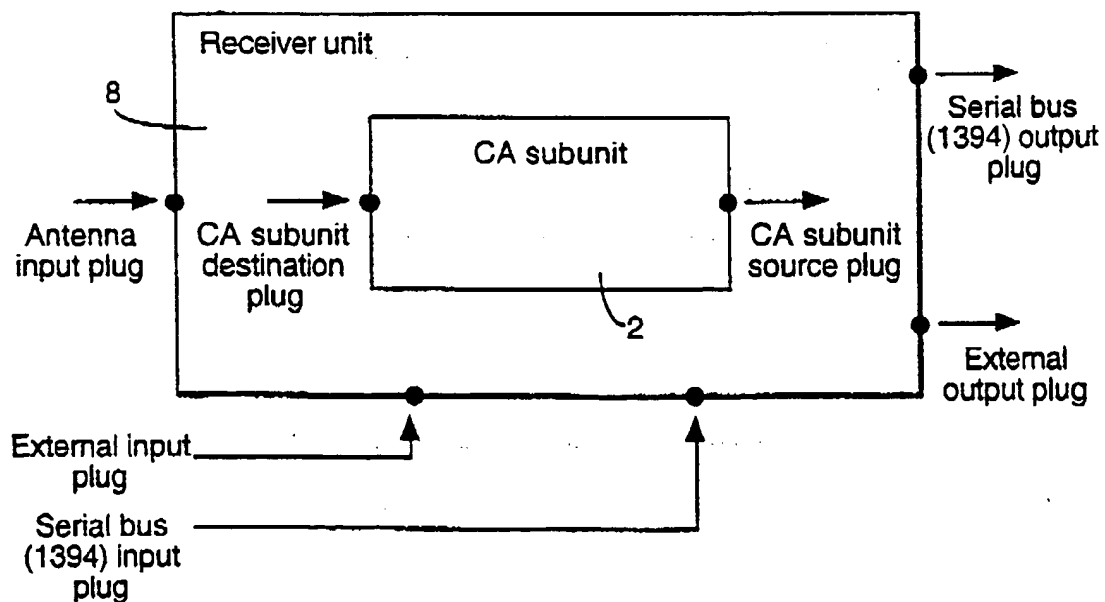 Receiver unit
8
CA subunit
Serial bus
(1394) output
plug
Antenna
input plug
CA subunit
destination
plug
CA subunit
source plug
2
External
output plug
External input
plug
Serial bus
(1394) input
plug